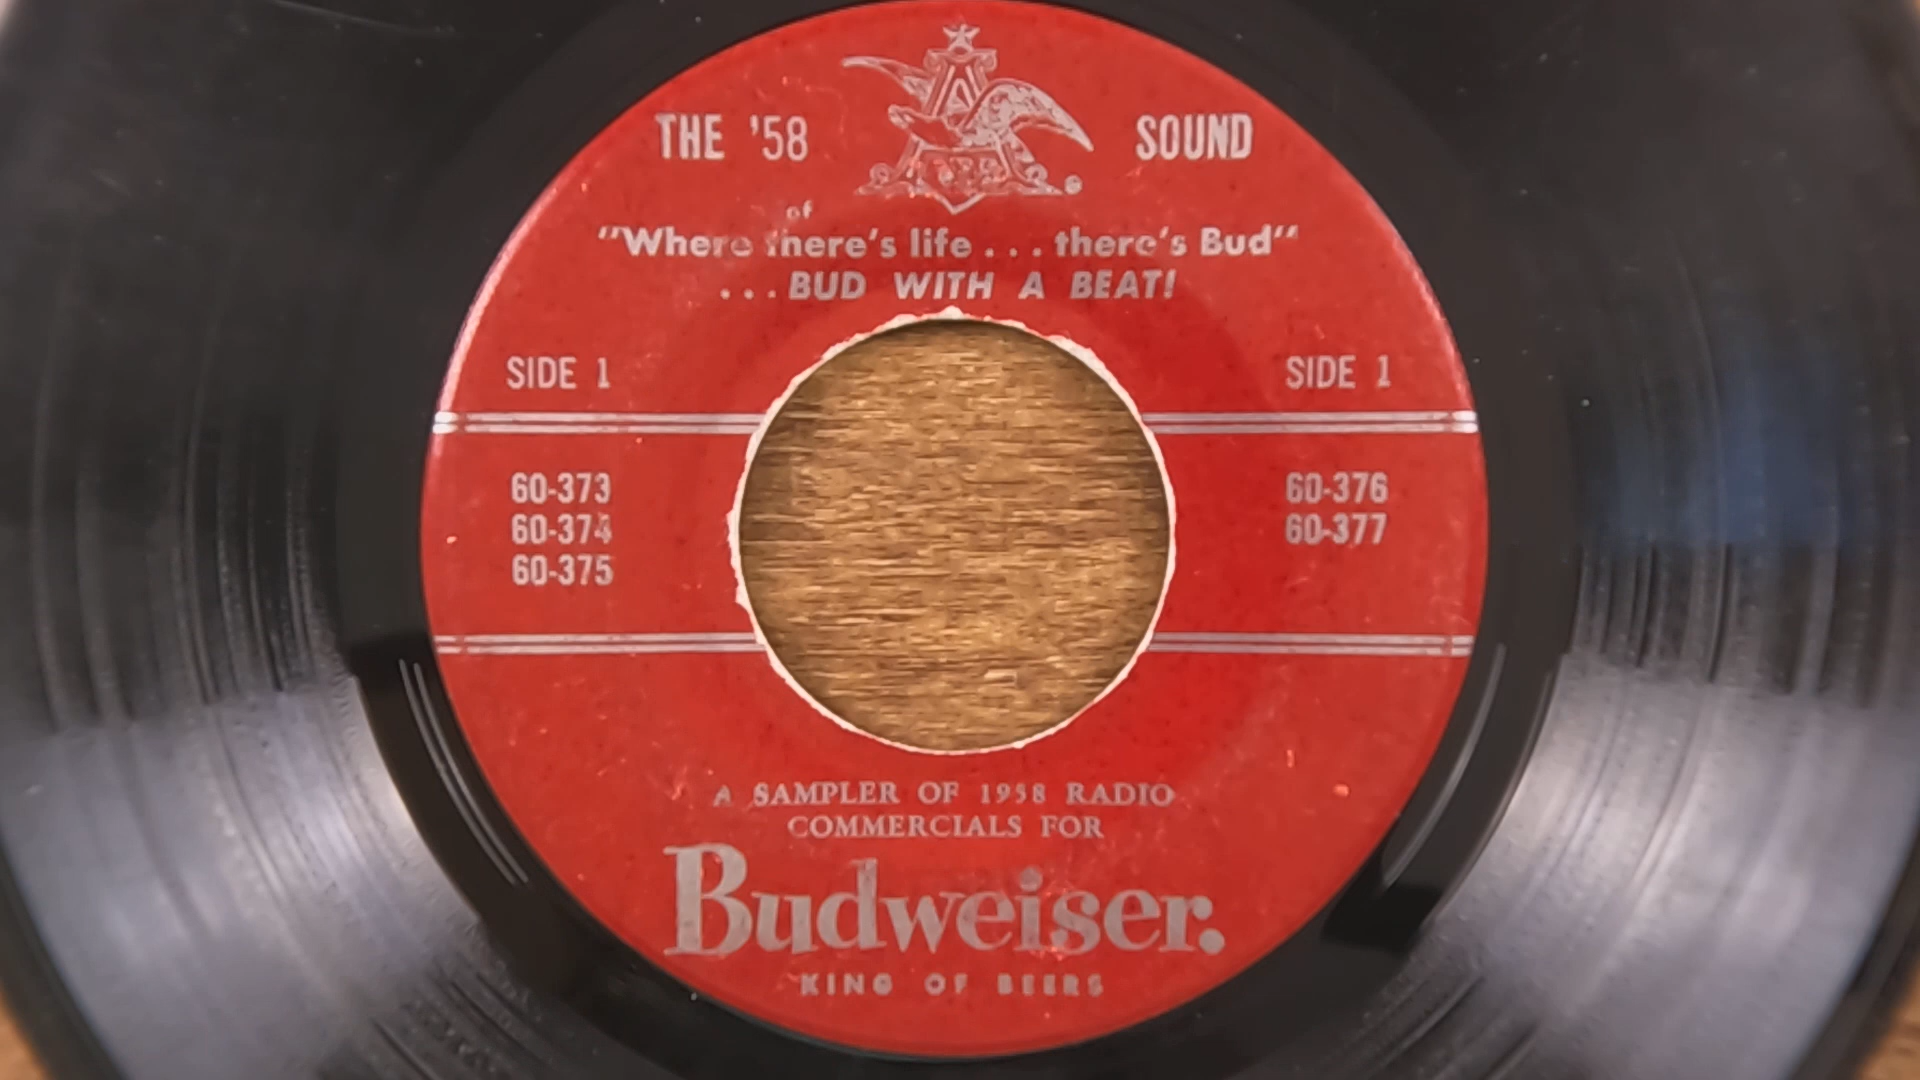 THE '58 SOUND
of
"Where there's life... there's Bud"
...BUD WITH A BEAT!
SIDE 1 SIDE 1
60-373 60-376
60-374 60-377
60-375
A SAMPLER OF 1958 RADIO
COMMERCIALS FOR
Budweiser.
KING OF BEERS